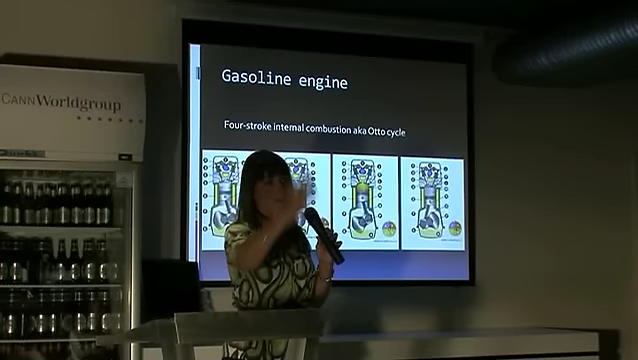 CANNWorldgroup
Gasoline engine
Four-stroke internal combustion aka Otto cycle